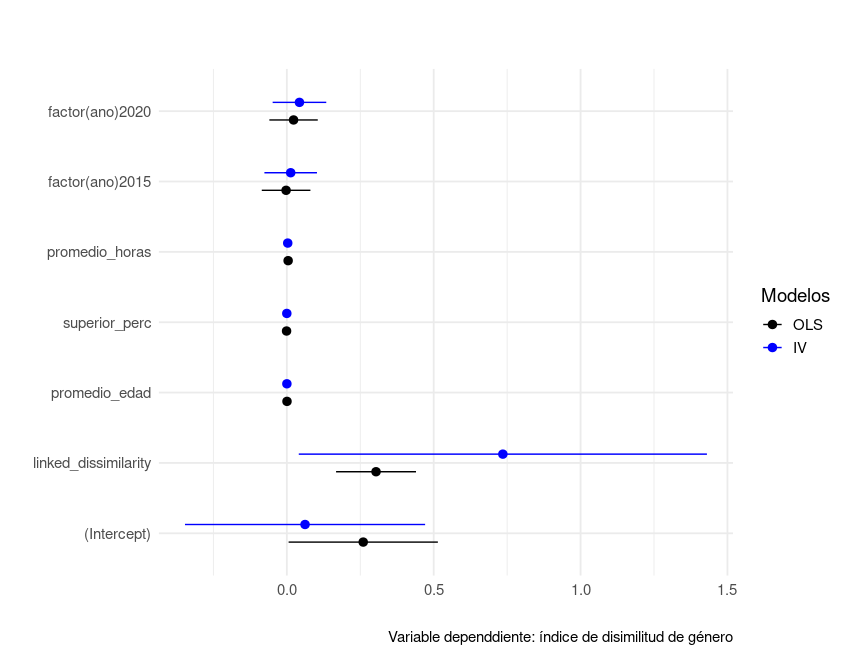 factor(ano)2020
factor(ano)2015
promedio_horas
superior_perc
promedio_edad
linked_dissimilarity
(Intercept)
0.0 0.5 1.0 1.5
Modelos
OLS
IV
Variable dependdiente: índice de disimilitud de género